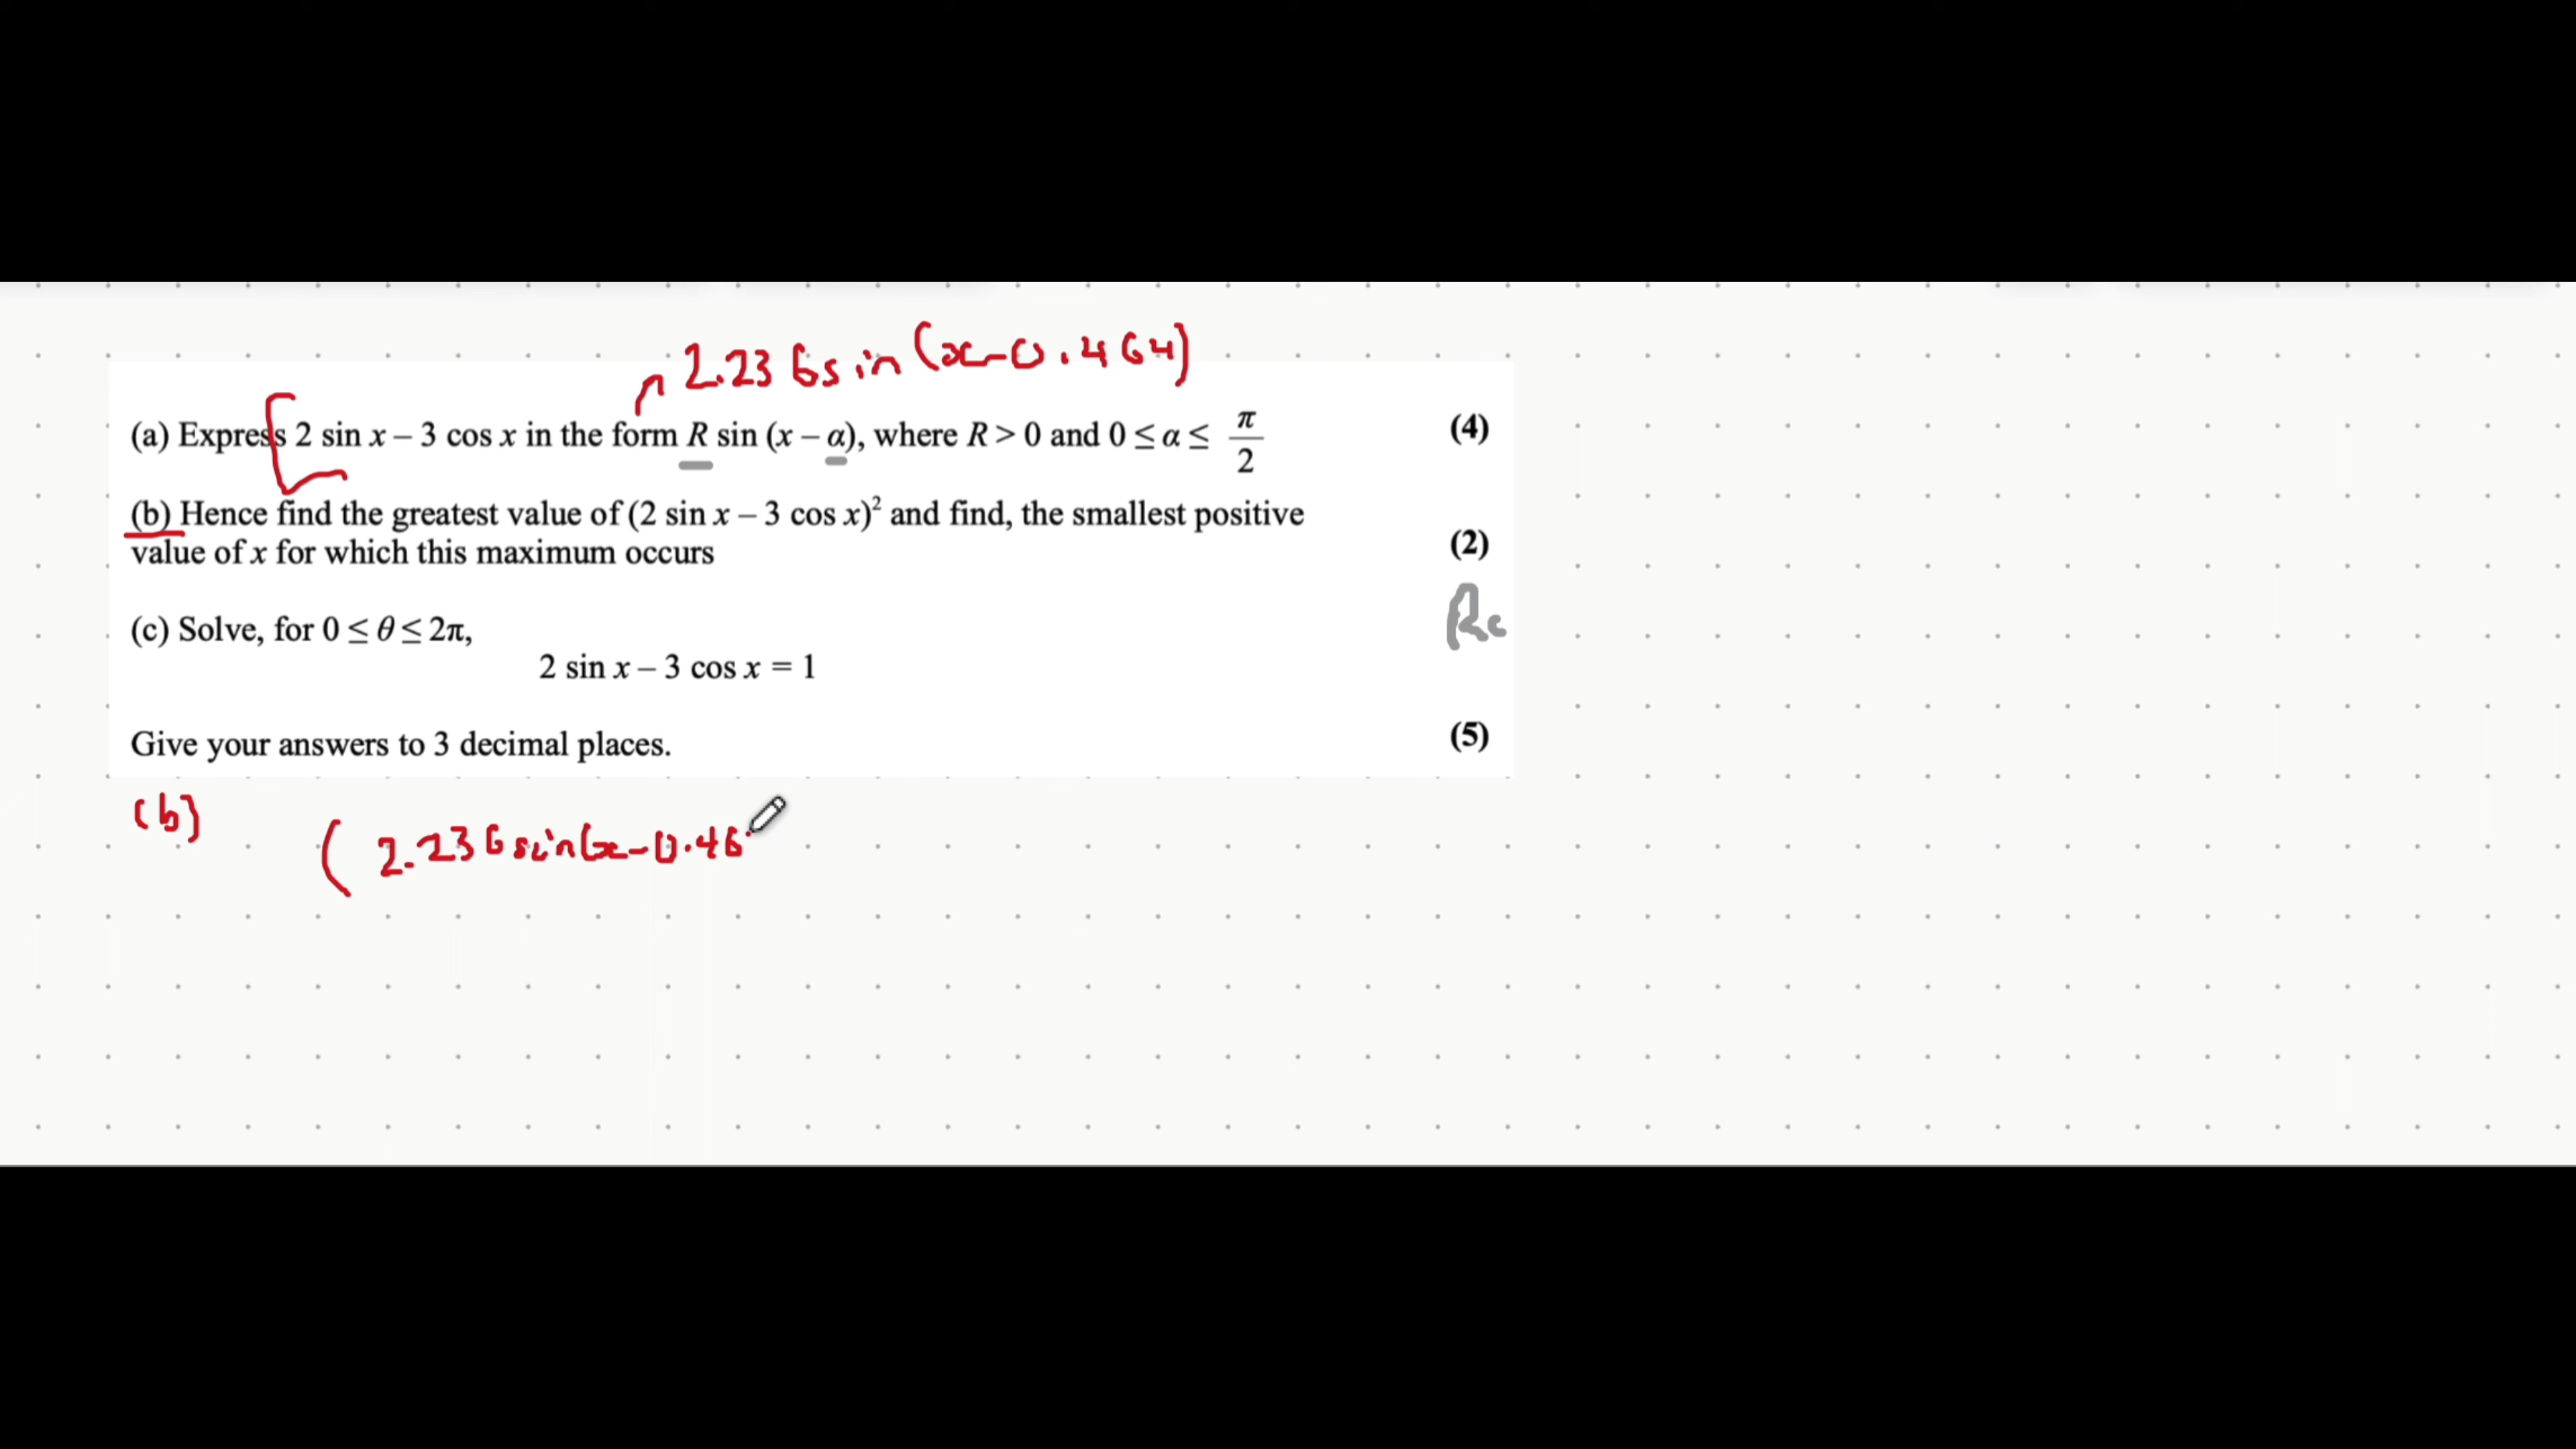 2.236sin(x-0.464)
(a) Express 2 sin x – 3 cos x in the form R sin (x – α), where R > 0 and 0 ≤ α ≤ π/2 (4)
(b) Hence find the greatest value of (2 sin x – 3 cos x)² and find, the smallest positive
value of x for which this maximum occurs (2)
Rc
(c) Solve, for 0 ≤ θ ≤ 2π,
2 sin x – 3 cos x = 1
Give your answers to 3 decimal places. (5)
(b) (2.236sin(x-0.46